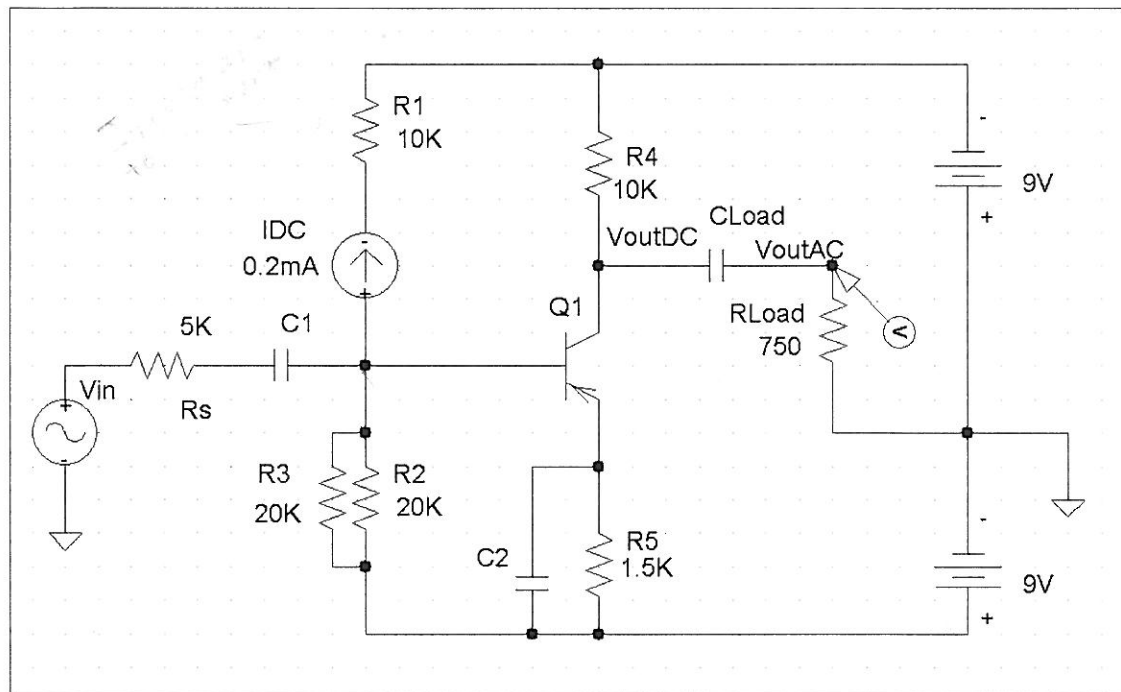 R1
10K
R4
10K
-
9V
+
IDC
0.2mA
-
+
VoutDC
CLoad
VoutAC
RLoad
750
V
5K
C1
Q1
Vin
Rs
+
-
R3
20K
R2
20K
C2
R5
1.5K
-
9V
+